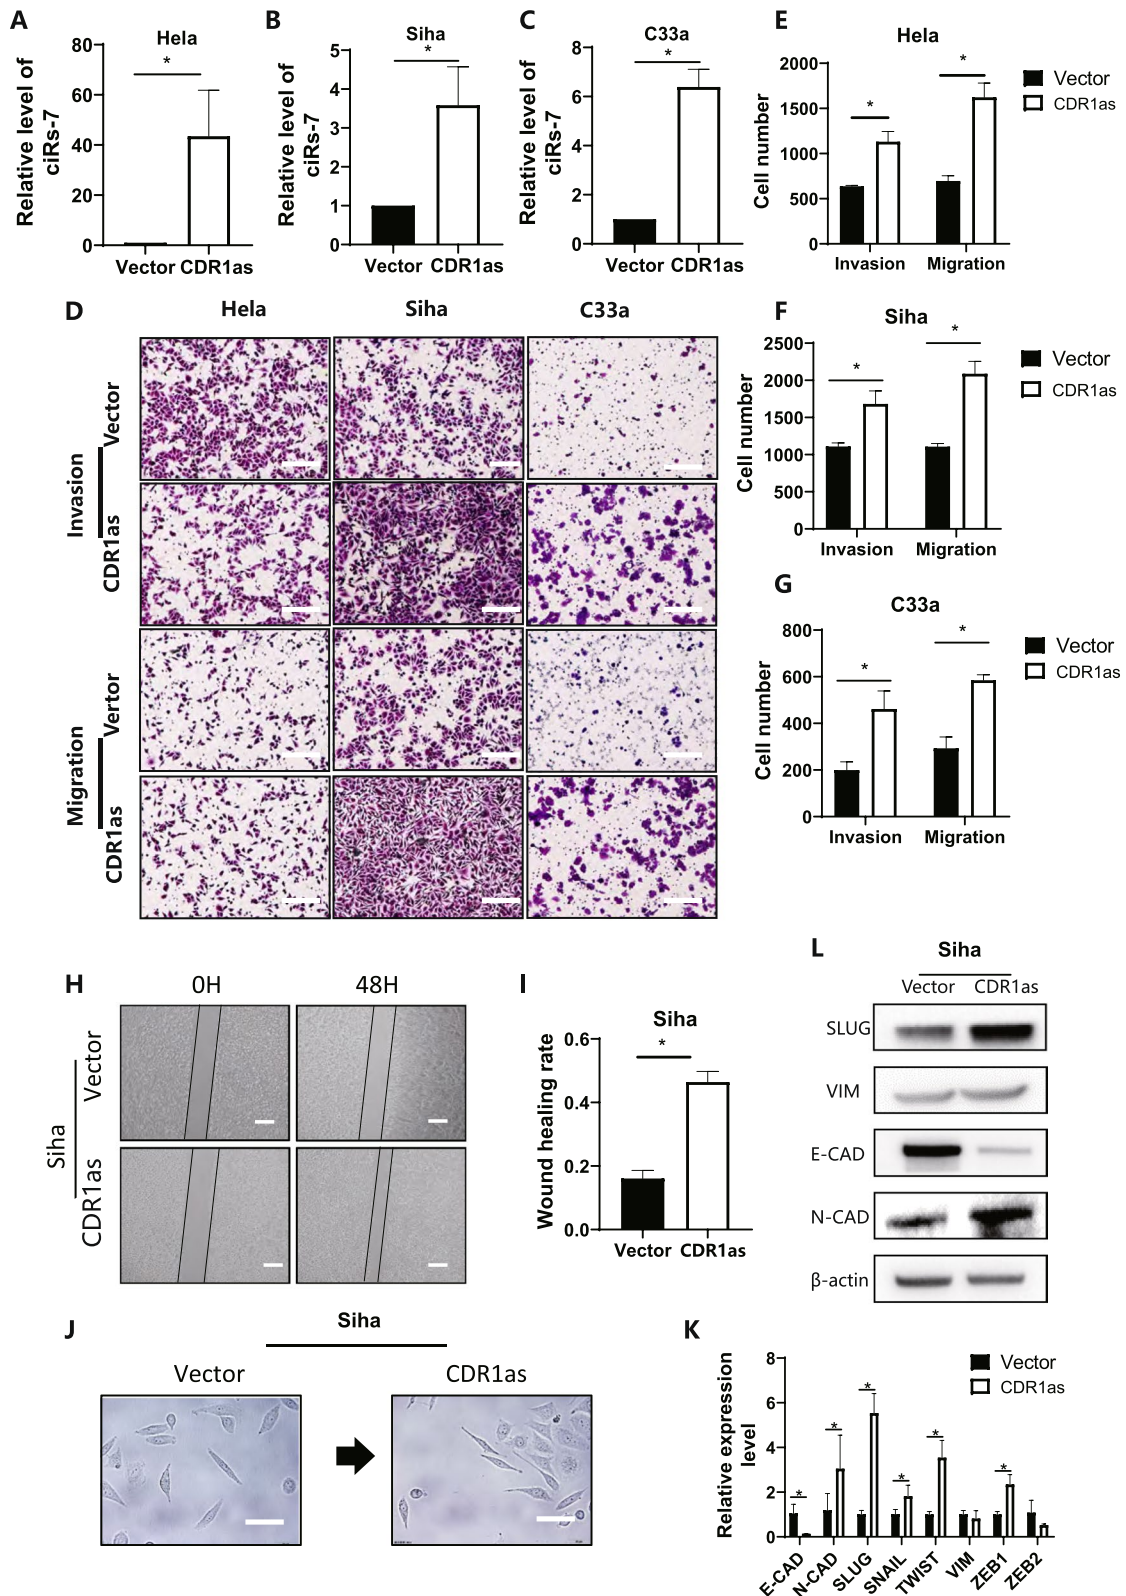 A
Hela
Relative level of
ciRs-7
80
60
40
20
0
*
Vector CDR1as
B
Siha
Relative level of
ciRs-7
5
4
3
2
1
0
*
Vector CDR1as
C
C33a
Relative level of
ciRs-7
8
6
4
2
0
*
Vector CDR1as
E
Hela
Cell number
2000
1500
1000
500
0
*
*
Invasion Migration
Vector
CDR1as
D
Hela Siha C33a
Invasion
Vector
CDR1as
Migration
Vertor
CDR1as
F
Siha
Cell number
2500
2000
1500
1000
500
0
*
*
Invasion Migration
Vector
CDR1as
G
C33a
Cell number
800
600
400
200
0
*
*
Invasion Migration
Vector
CDR1as
H
0H 48H
Siha
Vector
CDR1as
I
Siha
Wound healing rate
0.6
0.4
0.2
0.0
*
Vector CDR1as
L
Siha
Vector CDR1as
SLUG
VIM
E-CAD
N-CAD
β-actin
J
Siha
Vector CDR1as
K
Relative expression
level
8
6
4
2
0
*
*
*
*
*
*
E-CAD
N-CAD
SLUG
SNAIL
TWIST
VIM
ZEB1
ZEB2
Vector
CDR1as